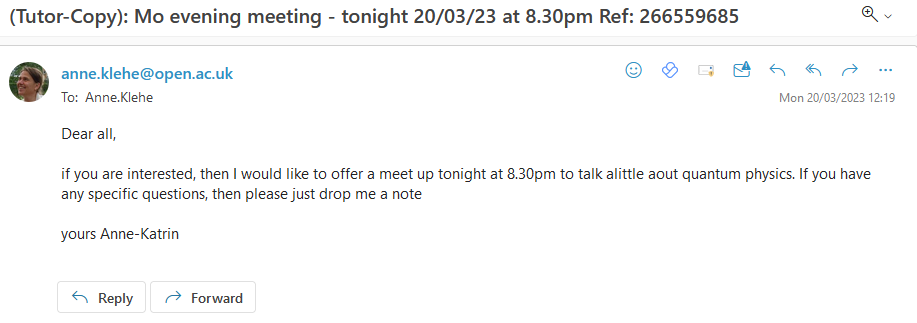 (Tutor-Copy): Mo evening meeting - tonight 20/03/23 at 8.30pm Ref: 266559685
anne.klehe@open.ac.uk
To: Anne.Klehe
Mon 20/03/2023 12:19
Dear all,
if you are interested, then I would like to offer a meet up tonight at 8.30pm to talk alittle aout quantum physics. If you have
any specific questions, then please just drop me a note
yours Anne-Katrin
Reply
Forward